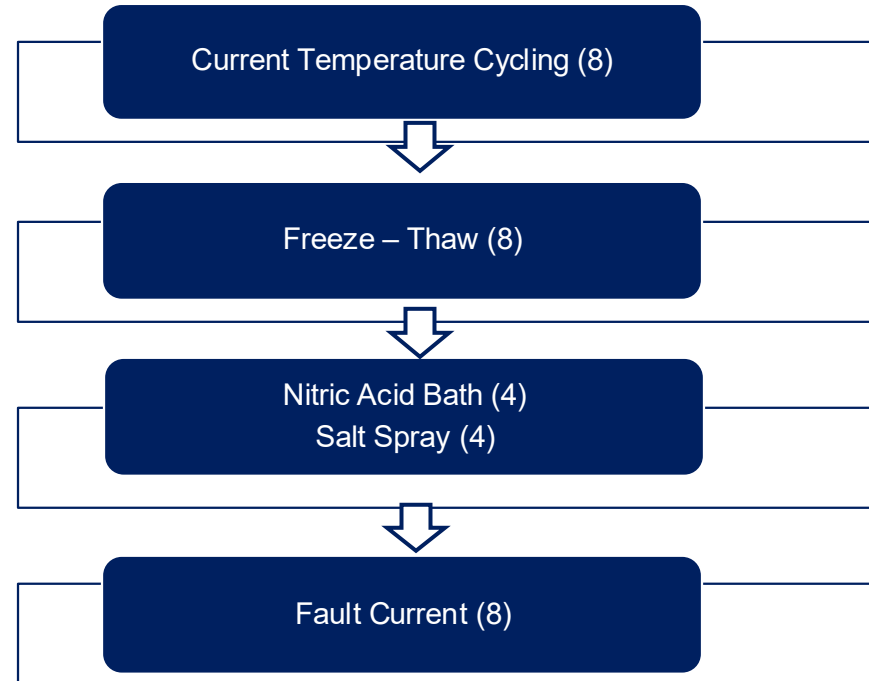 Current Temperature Cycling (8)
Freeze – Thaw (8)
Nitric Acid Bath (4)
Salt Spray (4)
Fault Current (8)